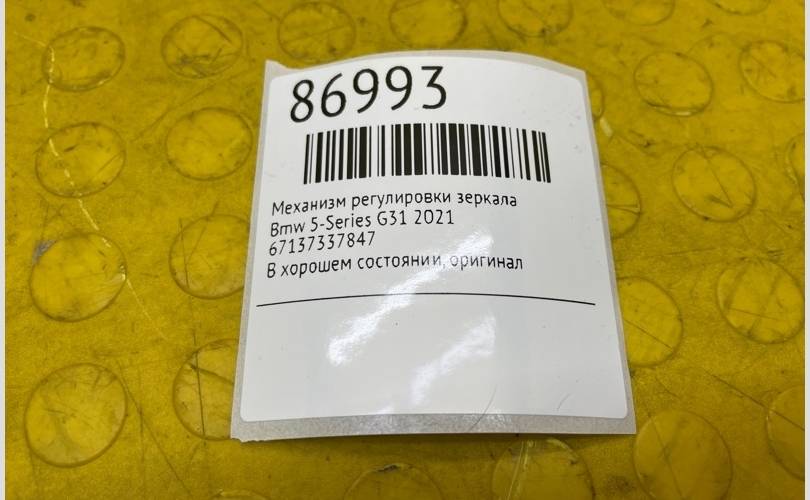 86993
Механизм регулировки зеркала
Bmw 5-Series G31 2021
67137337847
В хорошем состоянии, оригинал